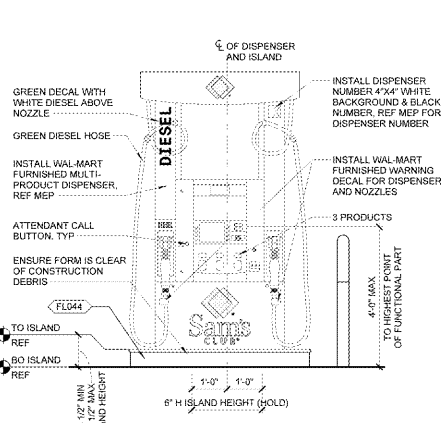 ℄ OF DISPENSER
AND ISLAND
GREEN DECAL WITH
WHITE DIESEL ABOVE
NOZZLE
GREEN DIESEL HOSE
INSTALL WAL-MART
FURNISHED MULTI-
PRODUCT DISPENSER,
REF MEP
ATTENDANT CALL
BUTTON. TYP
ENSURE FORM IS CLEAR
OF CONSTRUCTION
DEBRIS
FL044
TO ISLAND
REF
BO ISLAND
REF
1/2" MIN
1/2" MAX
ND HEIGHT
DIESEL
Sam's
CLUB
INSTALL DISPENSER
NUMBER 4"X4" WHITE
BACKGROUND & BLACK
NUMBER, REF MEP FOR
DISPENSER NUMBER
INSTALL WAL-MART
FURNISHED WARNING
DECAL FOR DISPENSER
AND NOZZLES
3 PRODUCTS
4'-0" MAX
TO HIGHEST POINT
OF FUNCTIONAL PART
1'-0" 1'-0"
6" H ISLAND HEIGHT (HOLD)